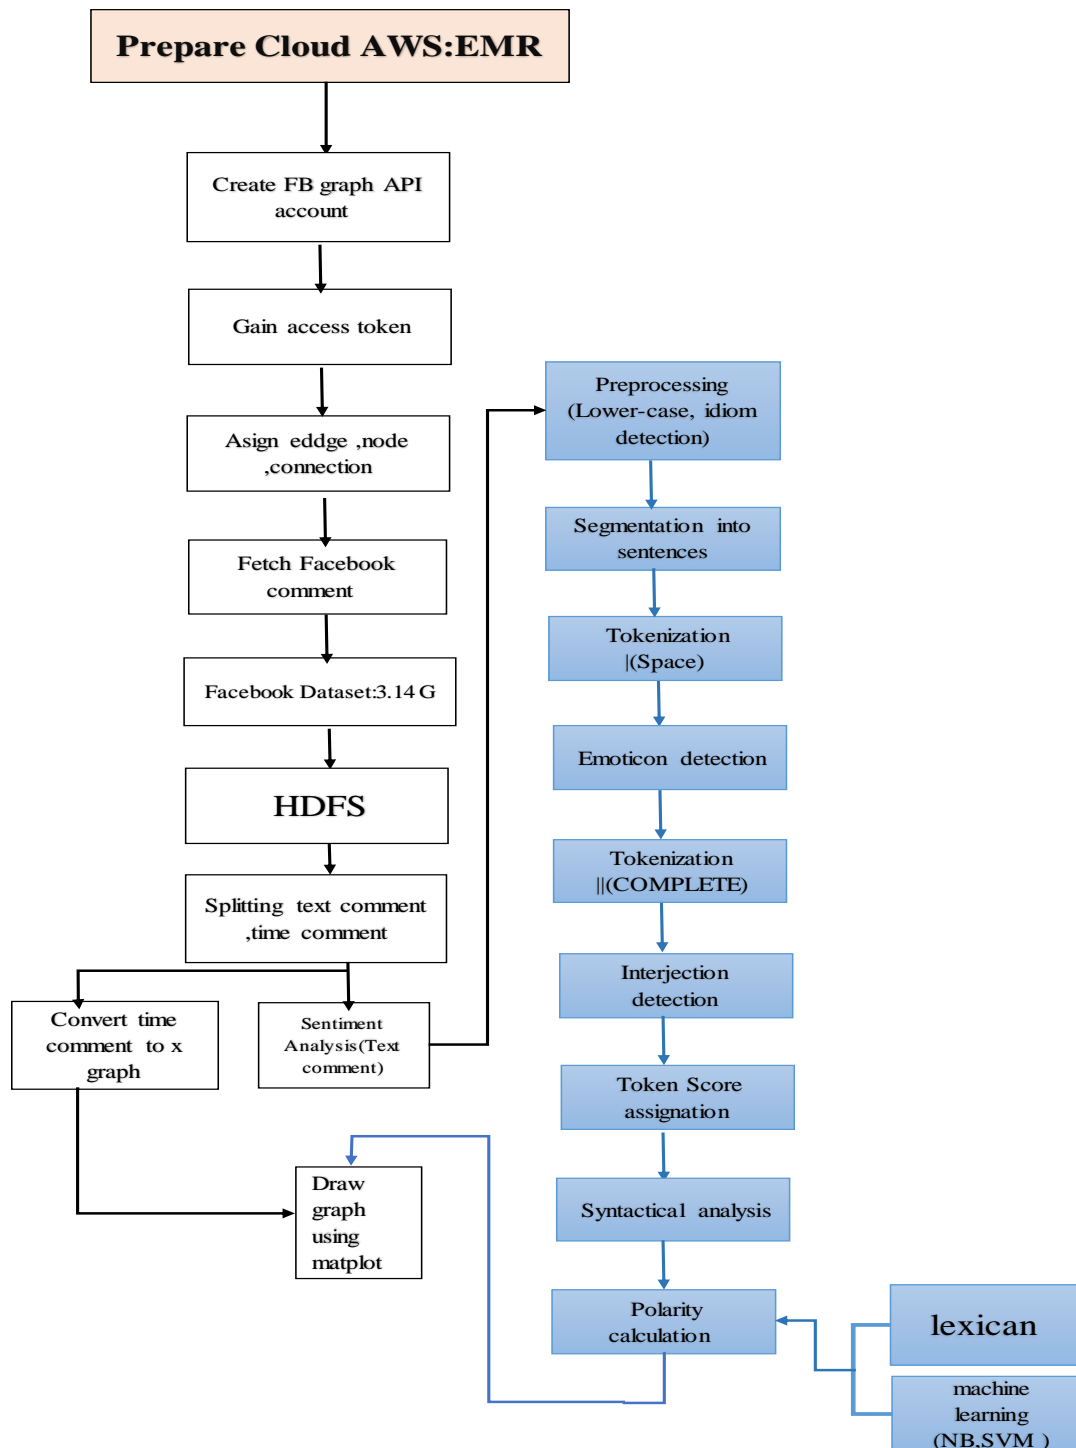 Prepare Cloud AWS:EMR
Create FB graph API
account
Gain access token
Asign eddge ,node
,connection
Fetch Facebook
comment
Facebook Dataset:3.14 G
HDFS
Splitting text comment
,time comment
Convert time
comment to x
graph
Sentiment
Analysis(Text
comment)
Draw
graph
using
matplot
Preprocessing
(Lower-case, idiom
detection)
Segmentation into
sentences
Tokenization
|(Space)
Emoticon detection
Tokenization
||(COMPLETE)
Interjection
detection
Token Score
assignation
Syntactical analysis
Polarity
calculation
lexican
machine
learning
(NB,SVM )